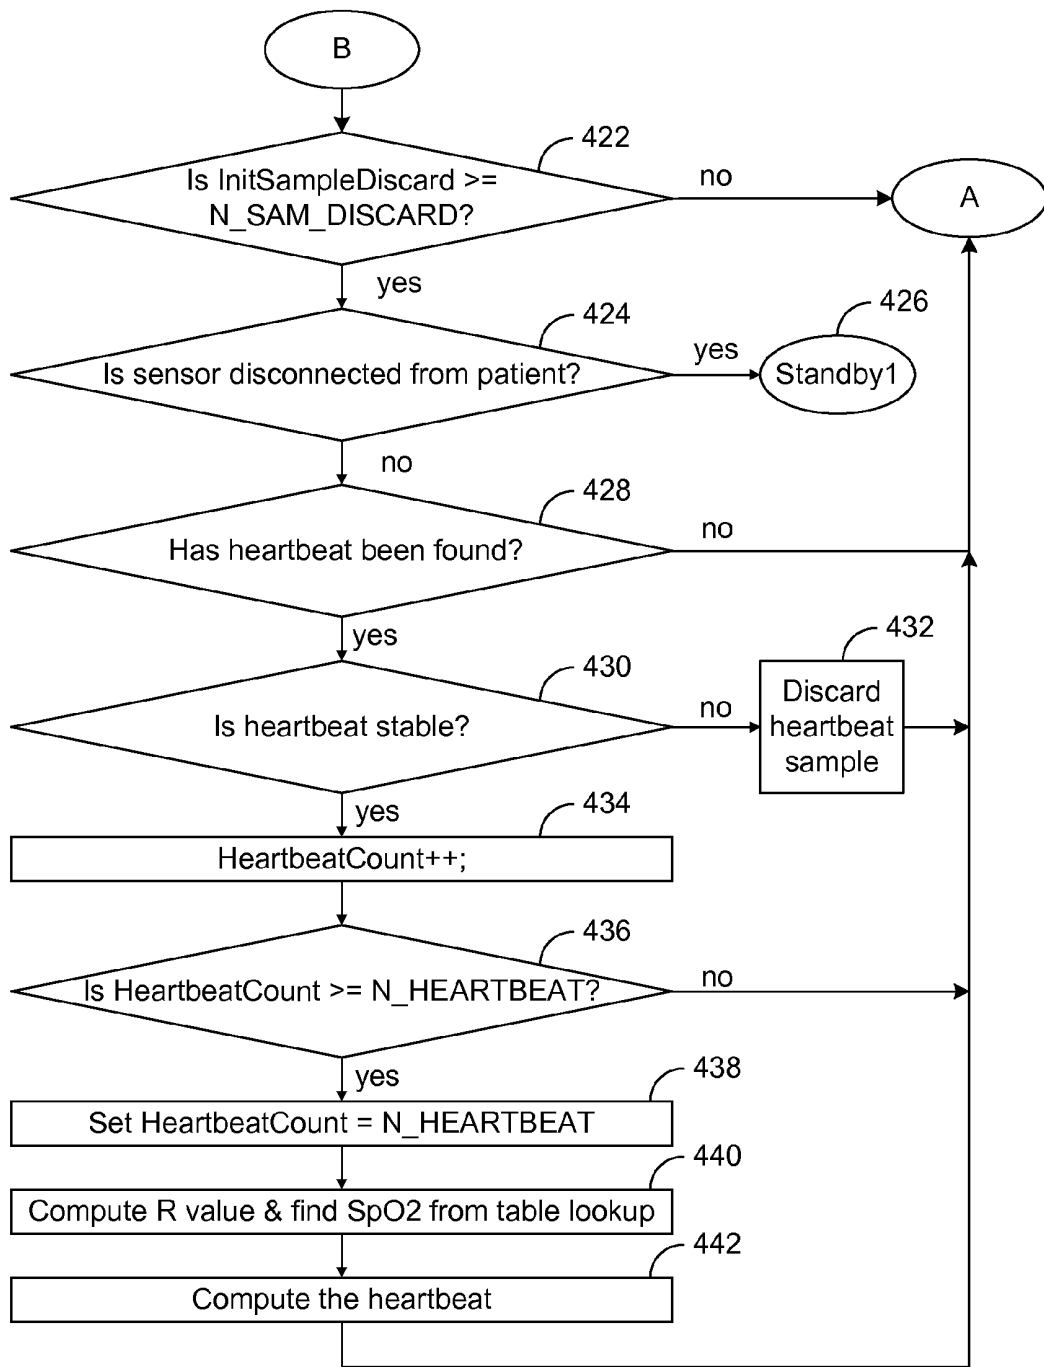 B
422
Is InitSampleDiscard >=
N_SAM_DISCARD?
no
A
yes
424
Is sensor disconnected from patient?
yes
426
Standby1
no
428
Has heartbeat been found?
no
yes
430
Is heartbeat stable?
no
432
Discard
heartbeat
sample
yes
434
HeartbeatCount++;
436
Is HeartbeatCount >= N_HEARTBEAT?
no
yes
438
Set HeartbeatCount = N_HEARTBEAT
440
Compute R value & find SpO2 from table lookup
442
Compute the heartbeat